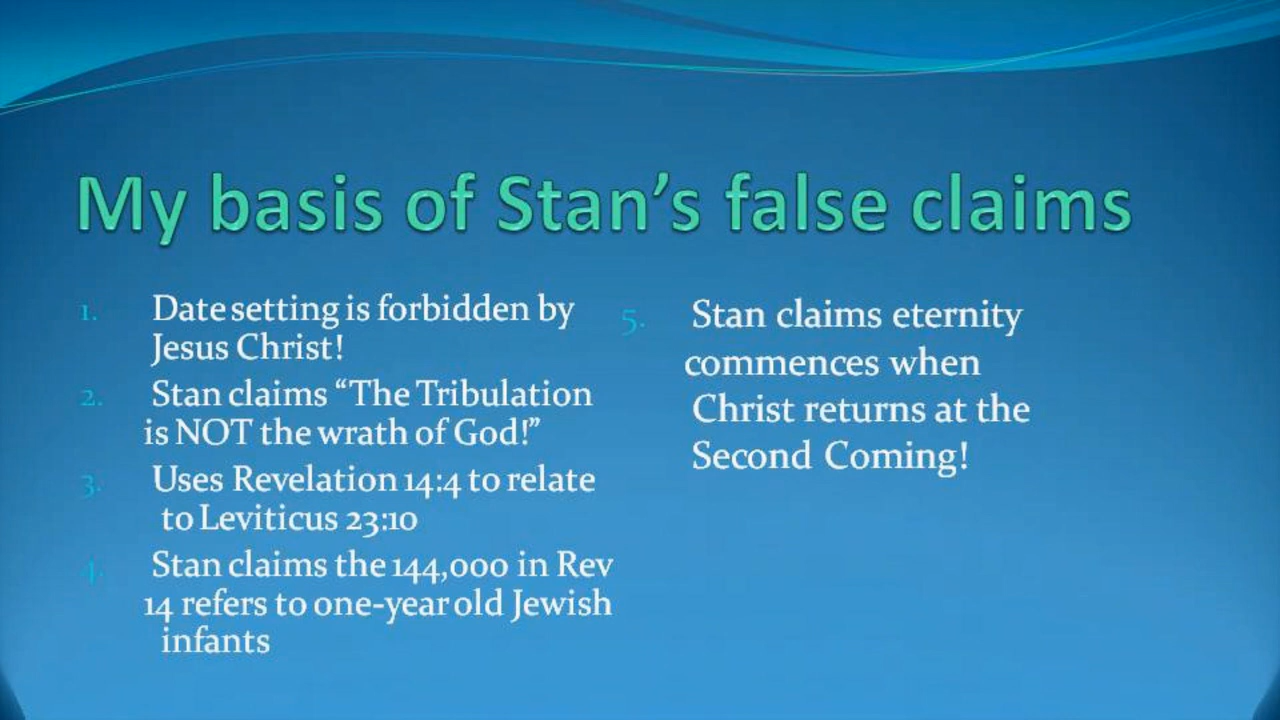 My basis of Stan's false claims
1. Date setting is forbidden by
Jesus Christ!
2. Stan claims “The Tribulation
is NOT the wrath of God!”
3. Uses Revelation 14:4 to relate
to Leviticus 23:10
4. Stan claims the 144,000 in Rev
14 refers to one-year old Jewish
infants
5. Stan claims eternity
commences when
Christ returns at the
Second Coming!